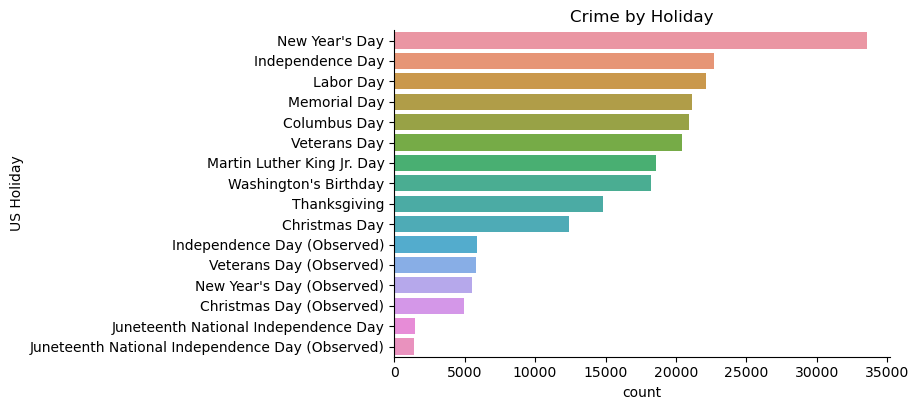 Crime by Holiday
US Holiday
New Year's Day
Independence Day
Labor Day
Memorial Day
Columbus Day
Veterans Day
Martin Luther King Jr. Day
Washington's Birthday
Thanksgiving
Christmas Day
Independence Day (Observed)
Veterans Day (Observed)
New Year's Day (Observed)
Christmas Day (Observed)
Juneteenth National Independence Day
Juneteenth National Independence Day (Observed)
0 5000 10000 15000 20000 25000 30000 35000
count